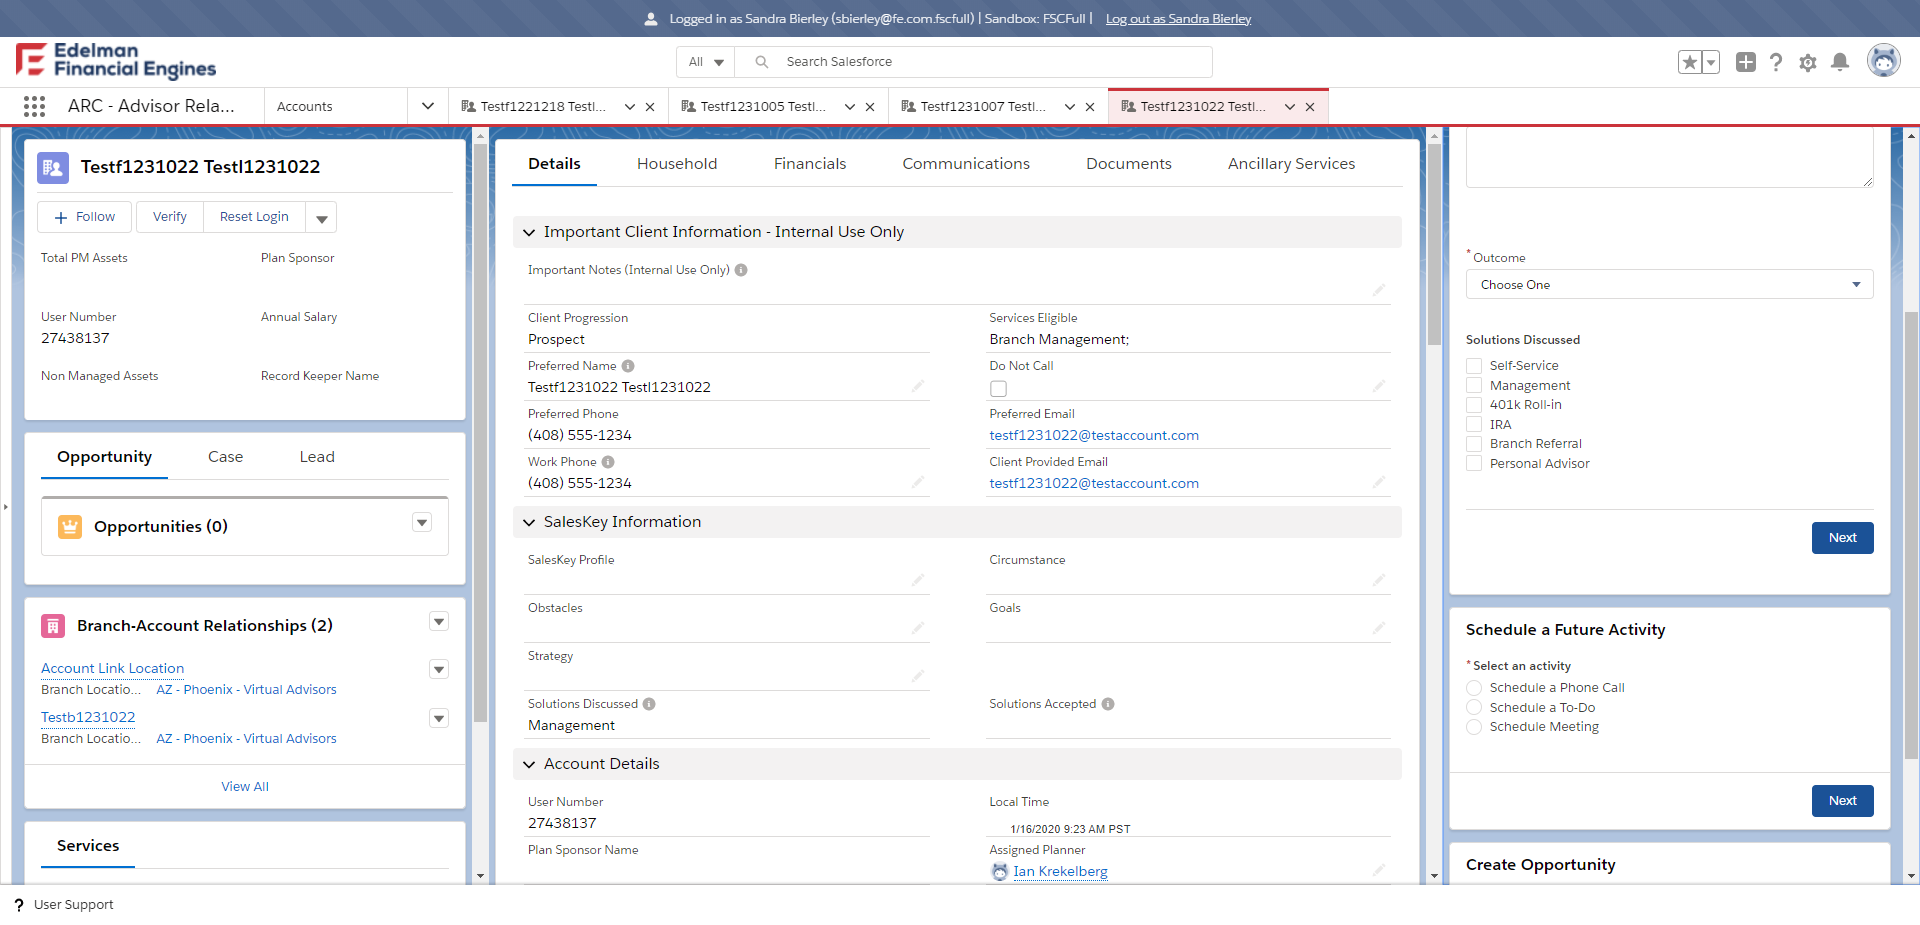 Logged in as Sandra Bierley (sbierley@fe.com.fscfull) | Sandbox: FSCFull | Log out as Sandra Bierley
Edelman
Financial Engines
All
Search Salesforce
ARC - Advisor Rela...
Accounts
Testf1221218 Testl...
Testf1231005 Testl...
Testf1231007 Testl...
Testf1231022 Testl...
Testf1231022 Testl1231022
Follow
Verify
Reset Login
Total PM Assets
Plan Sponsor
User Number
27438137
Annual Salary
Non Managed Assets
Record Keeper Name
Opportunity
Case
Lead
Opportunities (0)
Branch-Account Relationships (2)
Account Link Location
Branch Locatio... AZ - Phoenix - Virtual Advisors
Testb1231022
Branch Locatio... AZ - Phoenix - Virtual Advisors
View All
Services
Details
Household
Financials
Communications
Documents
Ancillary Services
Important Client Information - Internal Use Only
Important Notes (Internal Use Only)
Client Progression
Prospect
Services Eligible
Branch Management;
Preferred Name
Testf1231022 Testl1231022
Do Not Call
Preferred Phone
(408) 555-1234
Preferred Email
testf1231022@testaccount.com
Work Phone
(408) 555-1234
Client Provided Email
testf1231022@testaccount.com
SalesKey Information
SalesKey Profile
Circumstance
Obstacles
Goals
Strategy
Solutions Discussed
Management
Solutions Accepted
Account Details
User Number
27438137
Local Time
1/16/2020 9:23 AM PST
Plan Sponsor Name
Assigned Planner
Ian Krekelberg
* Outcome
Choose One
Solutions Discussed
Self-Service
Management
401k Roll-in
IRA
Branch Referral
Personal Advisor
Next
Schedule a Future Activity
* Select an activity
Schedule a Phone Call
Schedule a To-Do
Schedule Meeting
Next
Create Opportunity
? User Support